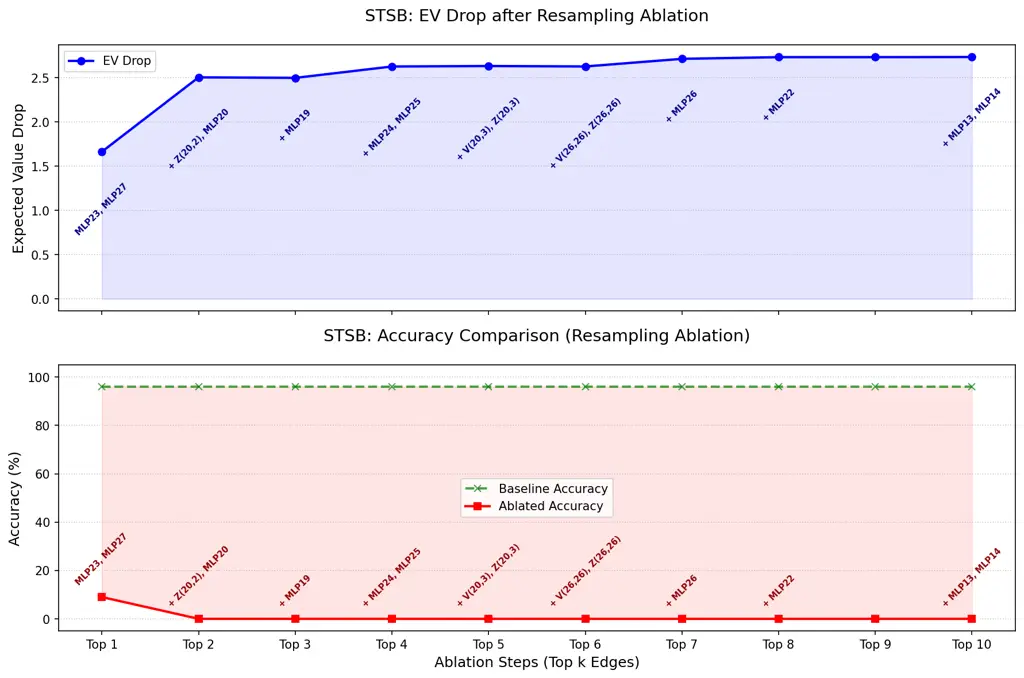 STSB: EV Drop after Resampling Ablation
EV Drop
Expected Value Drop
2.5
2.0
1.5
1.0
0.5
0.0
MLP23, MLP27
+ Z(20,2), MLP20
+ MLP19
+ MLP24, MLP25
+ V(20,3), Z(20,3)
+ V(26,26), Z(26,26)
+ MLP26
+ MLP22
+ MLP13, MLP14
STSB: Accuracy Comparison (Resampling Ablation)
Accuracy (%)
100
80
60
40
20
0
Baseline Accuracy
Ablated Accuracy
MLP23, MLP27
+ Z(20,2), MLP20
+ MLP19
+ MLP24, MLP25
+ V(20,3), Z(20,3)
+ V(26,26), Z(26,26)
+ MLP26
+ MLP22
+ MLP13, MLP14
Top 1 Top 2 Top 3 Top 4 Top 5 Top 6 Top 7 Top 8 Top 9 Top 10
Ablation Steps (Top k Edges)